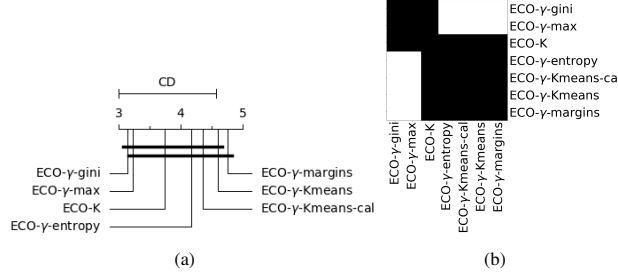 CD
3 4 5
ECO-γ-gini
ECO-γ-max
ECO-K
ECO-γ-entropy
ECO-γ-margins
ECO-γ-Kmeans
ECO-γ-Kmeans-cal
(a)
ECO-γ-gini
ECO-γ-max
ECO-K
ECO-γ-entropy
ECO-γ-Kmeans-ca
ECO-γ-Kmeans
ECO-γ-margins
ECO-γ-gini
ECO-γ-max
ECO-K
ECO-γ-entropy
ECO-γ-Kmeans-cal
ECO-γ-Kmeans
ECO-γ-margins
(b)